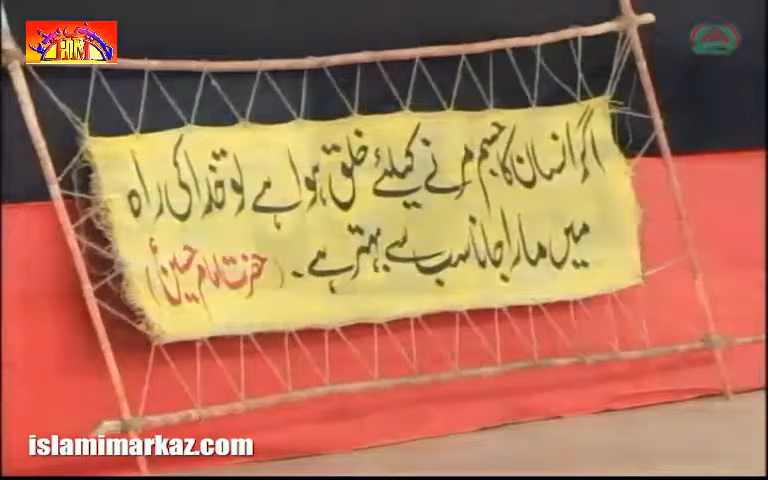 HM
اگر انسان کا جسم مرنے کیلئے خلق ہوا ہے تو خدا کی راہ
میں مارا جانا سب سے بہتر ہے۔ (حضرت امام حسینؑ)
islamimarkaz.com